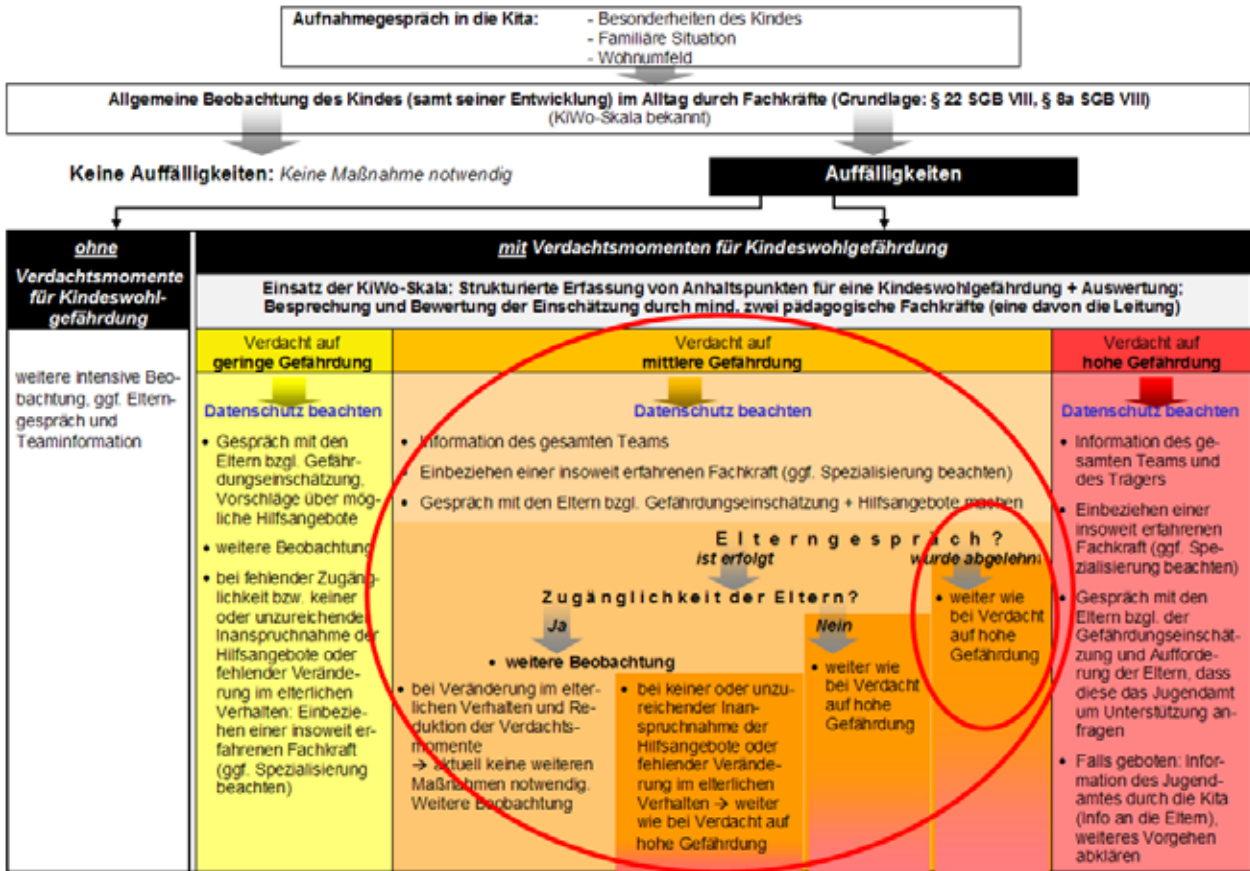 Aufnahmegespräch in die Kita: - Besonderheiten des Kindes
- Familiäre Situation
- Wohnumfeld
Allgemeine Beobachtung des Kindes (samt seiner Entwicklung) im Alltag durch Fachkräfte (Grundlage: § 22 SGB VIII, § 8a SGB VIII)
(KiWo-Skala bekannt)
Keine Auffälligkeiten: Keine Maßnahme notwendig
Auffälligkeiten
ohne
Verdachtsmomente
für Kindeswohl-
gefährdung
weitere intensive Beo-
bachtung, ggf. Eltern-
gespräch und
Teaminformation
mit Verdachtsmomenten für Kindeswohlgefährdung
Einsatz der KiWo-Skala: Strukturierte Erfassung von Anhaltspunkten für eine Kindeswohlgefährdung + Auswertung;
Besprechung und Bewertung der Einschätzung durch mind. zwei pädagogische Fachkräfte (eine davon die Leitung)
Verdacht auf
geringe Gefährdung
Datenschutz beachten
• Gespräch mit den
Eltern bzgl. Gefähr-
dungseinschätzung,
Vorschläge über mög-
liche Hilfsangebote
• weitere Beobachtung
• bei fehlender Zugäng-
lichkeit bzw. keiner
oder unzureichender
Inanspruchnahme der
Hilfsangebote oder
fehlender Verände-
rung im elterlichen
Verhalten: Einbezie-
hen einer insoweit er-
fahrenen Fachkraft
(ggf. Spezialisierung
beachten)
Verdacht auf
mittlere Gefährdung
Datenschutz beachten
• Information des gesamten Teams
• Einbeziehen einer insoweit erfahrenen Fachkraft (ggf. Spezialisierung beachten)
• Gespräch mit den Eltern bzgl. Gefährdungseinschätzung + Hilfsangebote machen
Elterngespräch?
ist erfolgt wurde abgelehnt
Zugänglichkeit der Eltern?
Ja Nein
• weitere Beobachtung
• bei Veränderung im elter-
lichen Verhalten und Re-
duktion der Verdachts-
momente
→ aktuell keine weiteren
Maßnahmen notwendig.
Weitere Beobachtung
• bei keiner oder unzu-
reichender Inan-
spruchnahme der
Hilfsangebote oder
fehlender Verände-
rung im elterlichen
Verhalten → weiter
wie bei Verdacht auf
hohe Gefährdung
• weiter wie
bei Verdacht
auf hohe
Gefährdung
• weiter wie
bei Verdacht
auf hohe
Gefährdung
Verdacht auf
hohe Gefährdung
Datenschutz beachten
• Information des ge-
samten Teams und
des Trägers
• Einbeziehen einer
insoweit erfahrenen
Fachkraft (ggf. Spe-
zialisierung beachten)
• Gespräch mit den
Eltern bzgl. der
Gefährdungseinschät-
zung und Aufforde-
rung der Eltern, dass
diese das Jugendamt
um Unterstützung an-
fragen
• Falls geboten: Infor-
mation des Jugend-
amtes durch die Kita
(Info an die Eltern),
weiteres Vorgehen
abklären